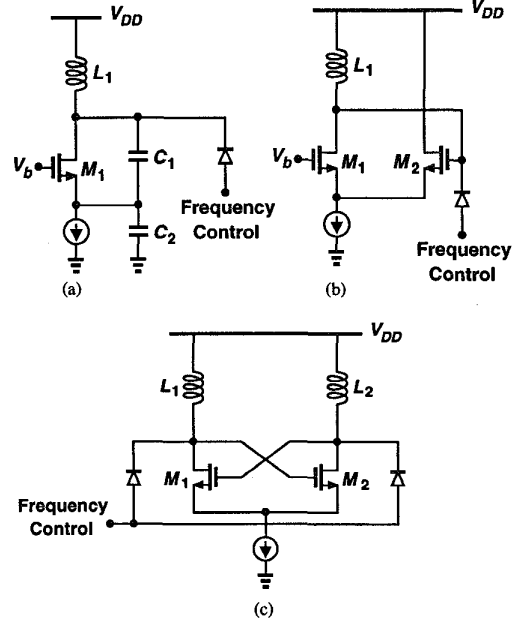 V_DD
L_1
V_b
M_1
C_1
C_2
Frequency
Control
(a)
V_DD
L_1
V_b
M_1
M_2
Frequency
Control
(b)
V_DD
L_1
L_2
M_1
M_2
Frequency
Control
(c)